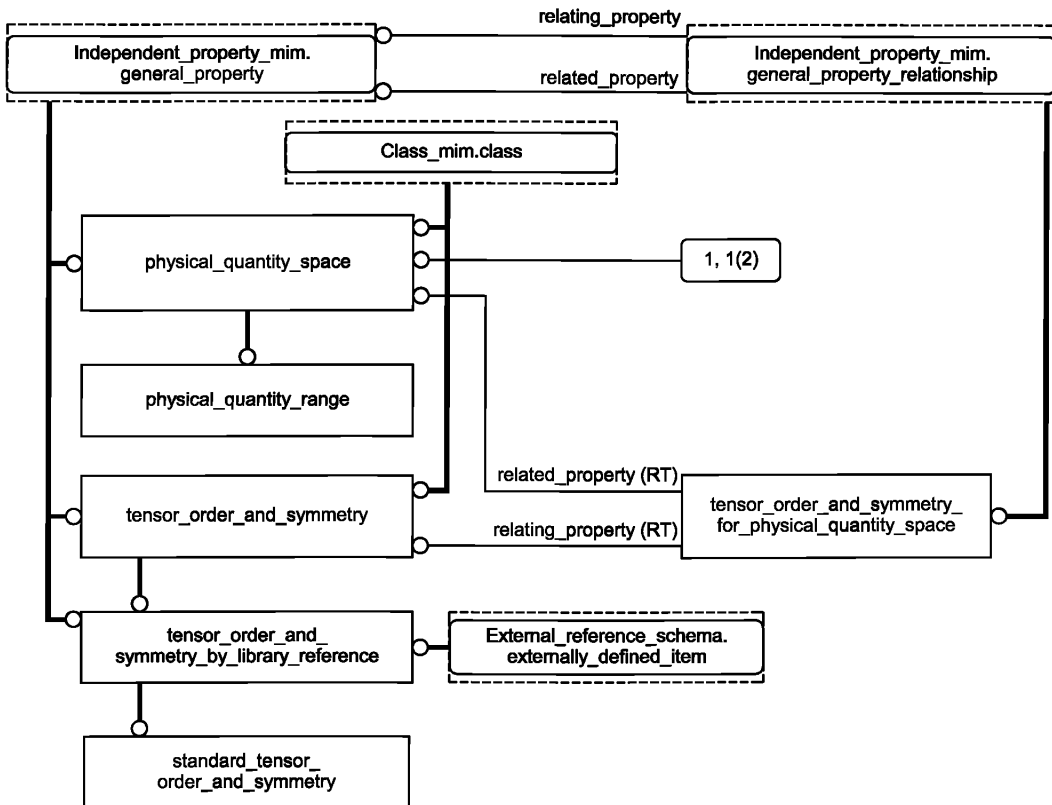 relating_property
Independent_property_mim.
general_property
Independent_property_mim.
general_property_relationship
related_property
Class_mim.class
physical_quantity_space
1, 1(2)
physical_quantity_range
related_property (RT)
tensor_order_and_symmetry
tensor_order_and_symmetry_
for_physical_quantity_space
relating_property (RT)
tensor_order_and_
symmetry_by_library_reference
External_reference_schema.
externally_defined_item
standard_tensor_
order_and_symmetry